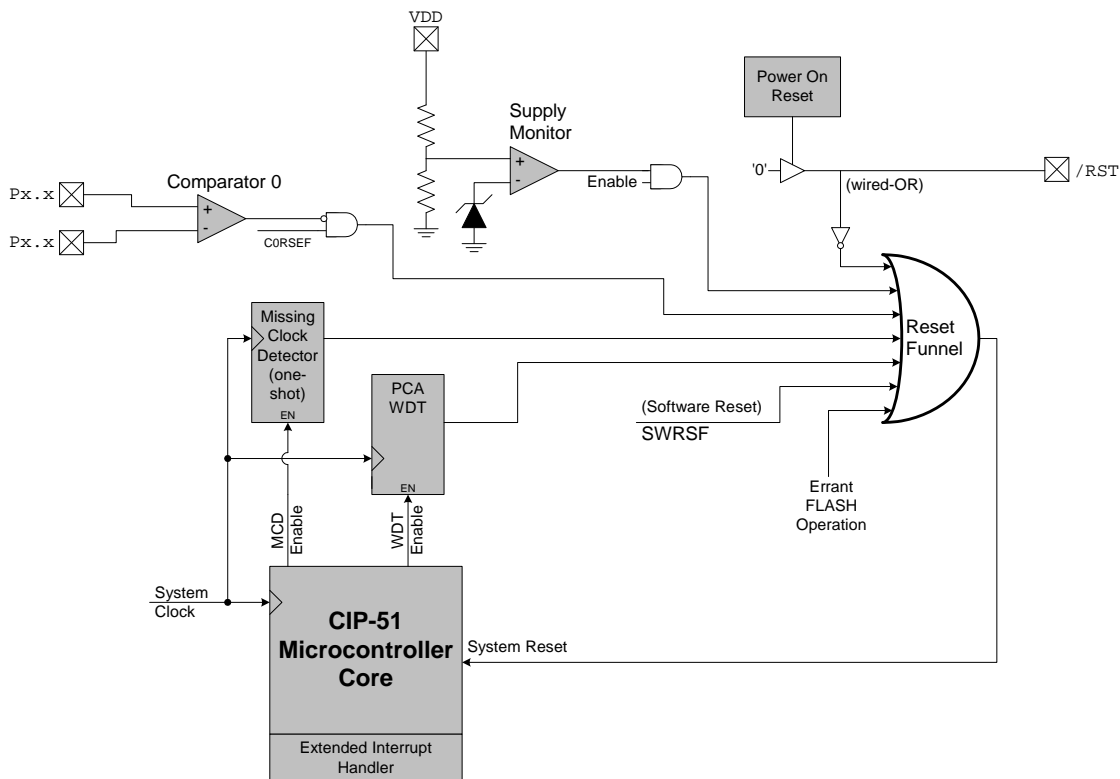 VDD
Power On
Reset
Supply
Monitor
+
-
Enable
'0'
(wired-OR)
/RST
Px.x
Px.x
Comparator 0
+
-
C0RSEF
Missing
Clock
Detector
(one-
shot)
EN
PCA
WDT
EN
(Software Reset)
SWRSF
Reset
Funnel
Errant
FLASH
Operation
MCD
Enable
WDT
Enable
System
Clock
CIP-51
Microcontroller
Core
System Reset
Extended Interrupt
Handler